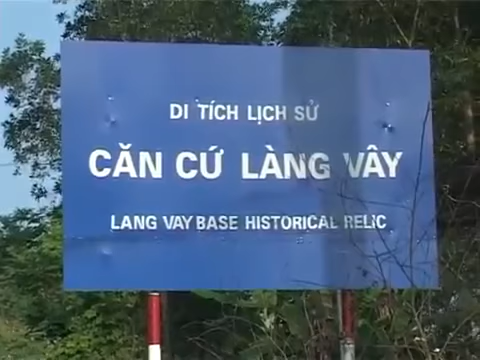 DI TÍCH LỊCH SỬ
CĂN CỨ LÀNG VÂY
LANG VAY BASE HISTORICAL RELIC